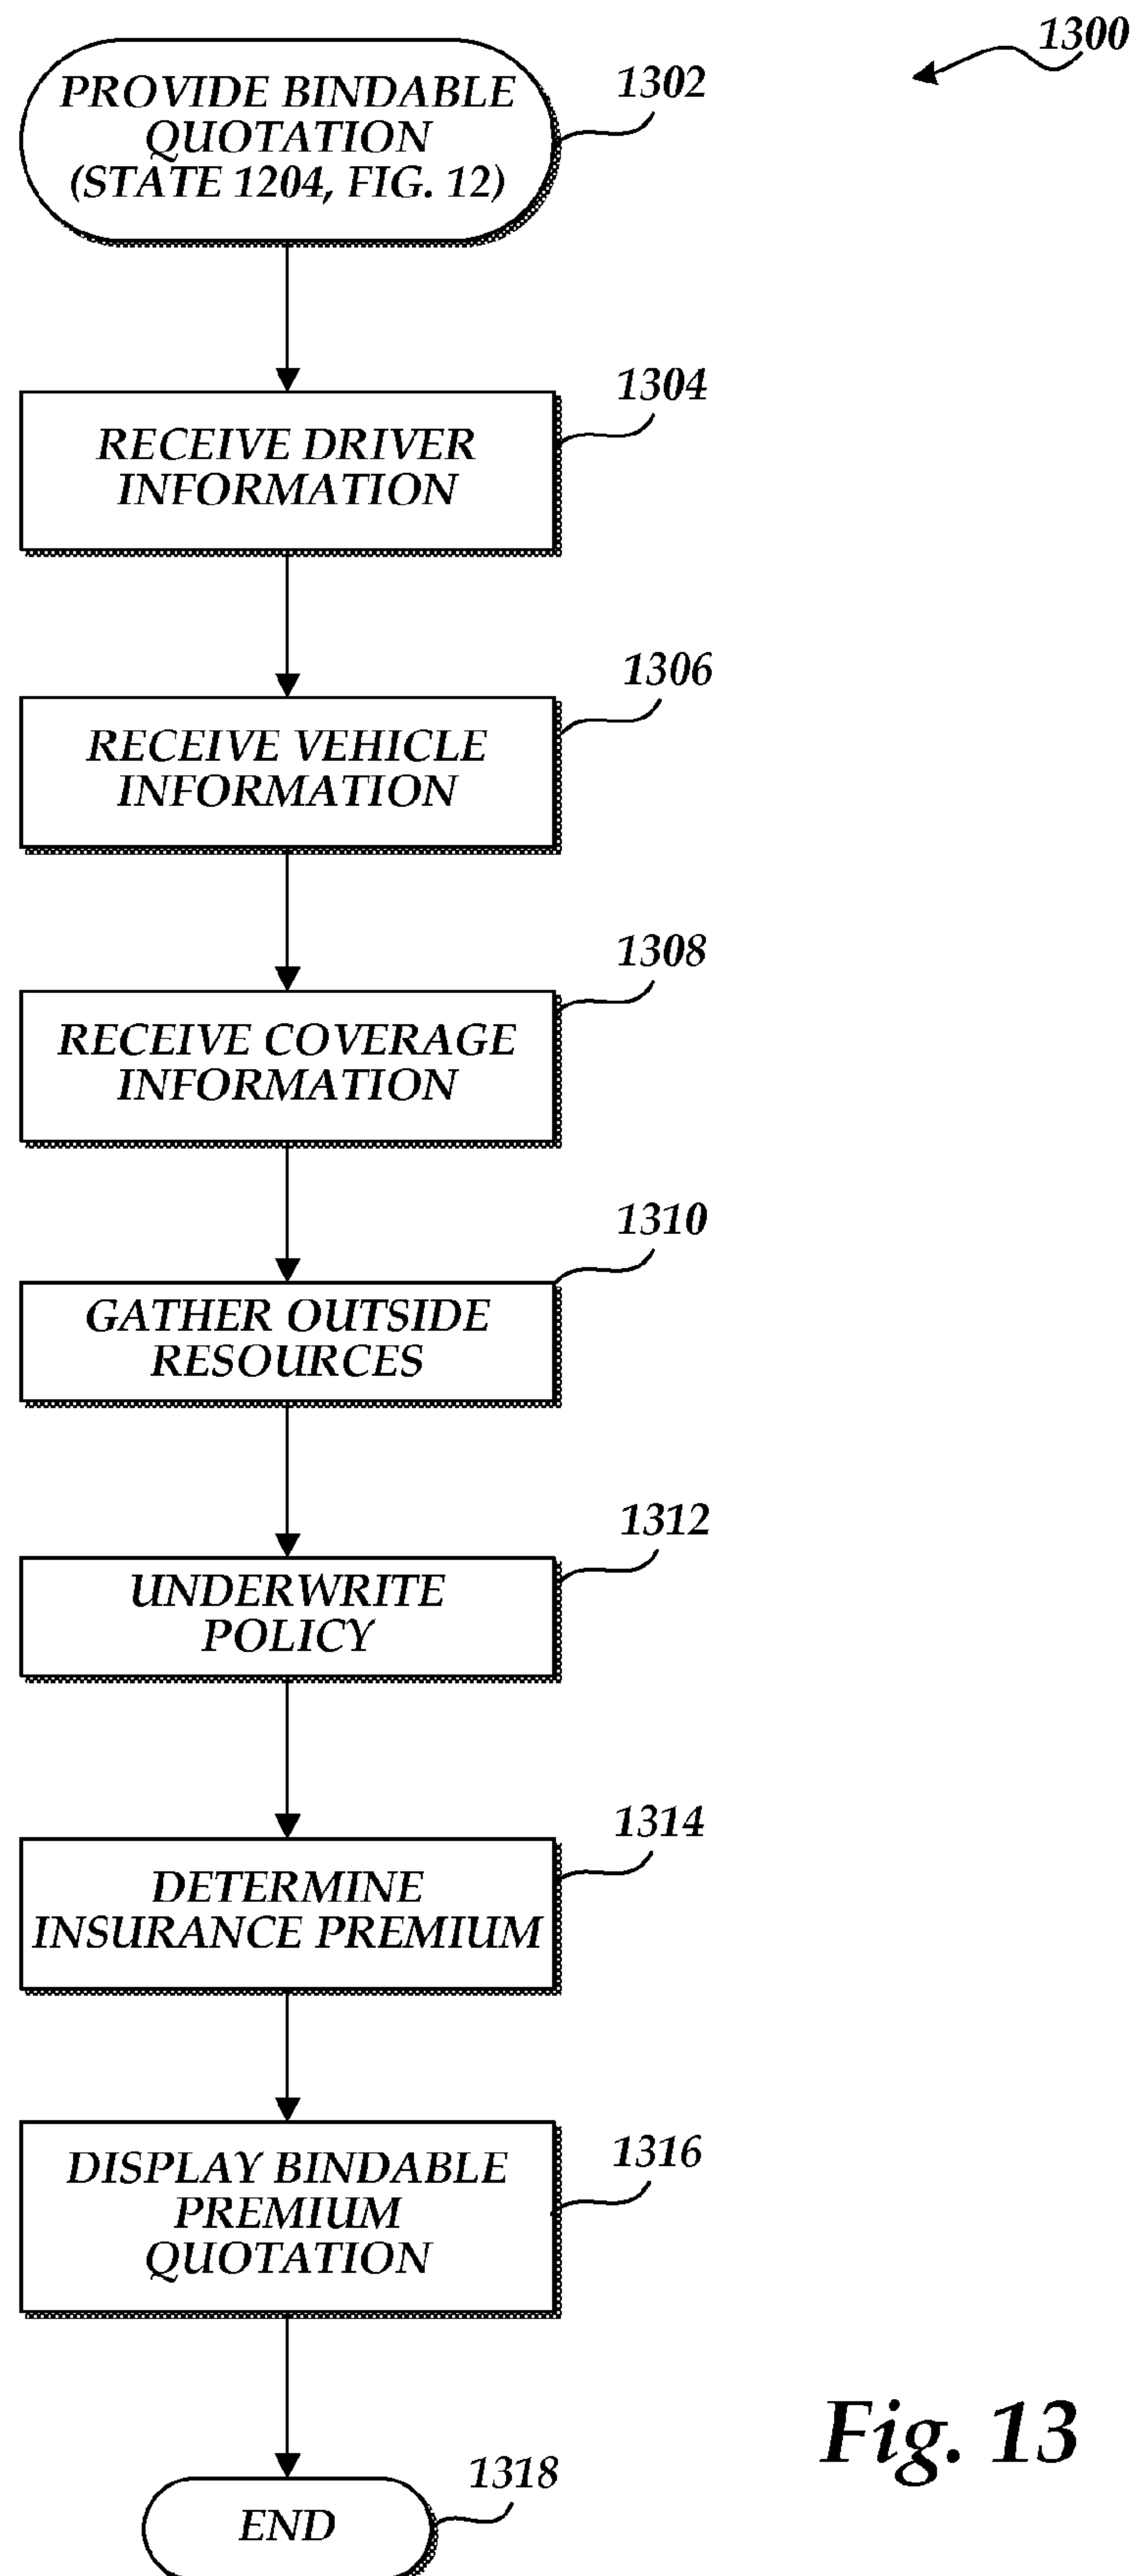 1300
PROVIDE BINDABLE
QUOTATION
(STATE 1204, FIG. 12)
1302
RECEIVE DRIVER
INFORMATION
1304
RECEIVE VEHICLE
INFORMATION
1306
RECEIVE COVERAGE
INFORMATION
1308
GATHER OUTSIDE
RESOURCES
1310
UNDERWRITE
POLICY
1312
DETERMINE
INSURANCE PREMIUM
1314
DISPLAY BINDABLE
PREMIUM
QUOTATION
1316
END
1318
Fig. 13